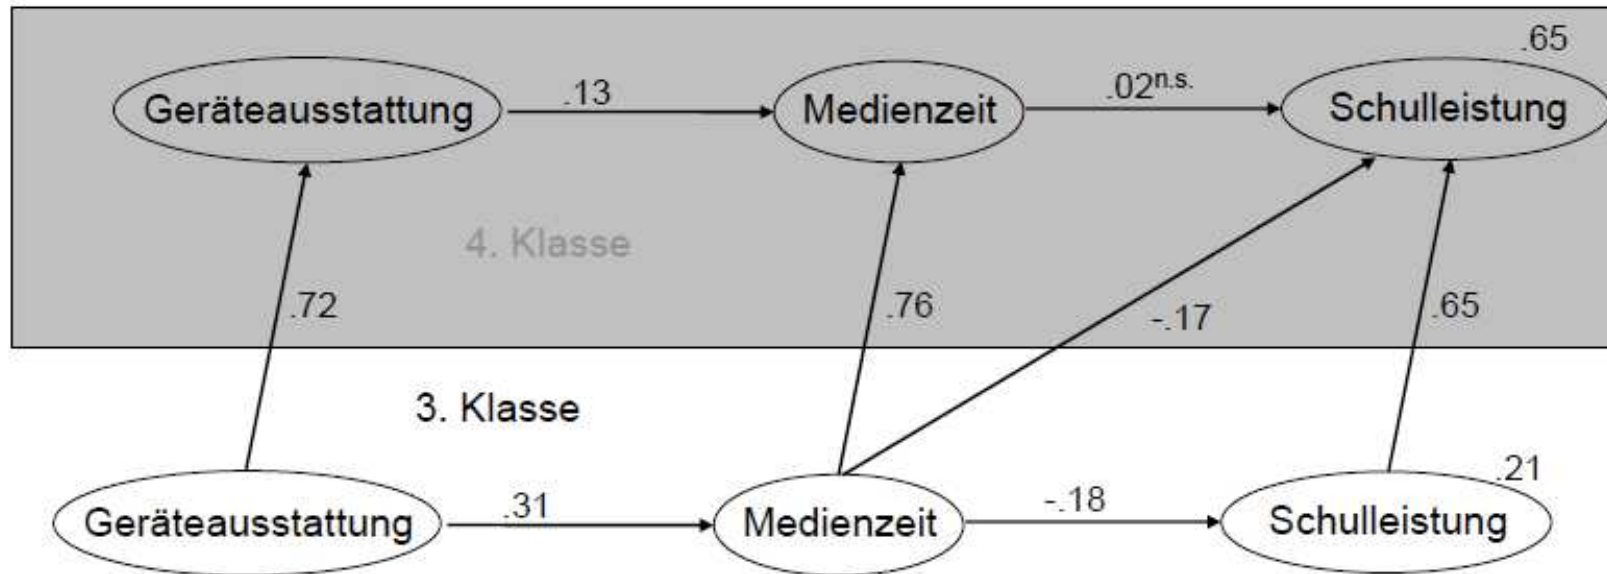 .65
Geräteausstattung .13 Medienzeit .02n.s. Schulleistung
4. Klasse
.72 .76 -.17 .65
3. Klasse
.21
Geräteausstattung .31 Medienzeit -.18 Schulleistung